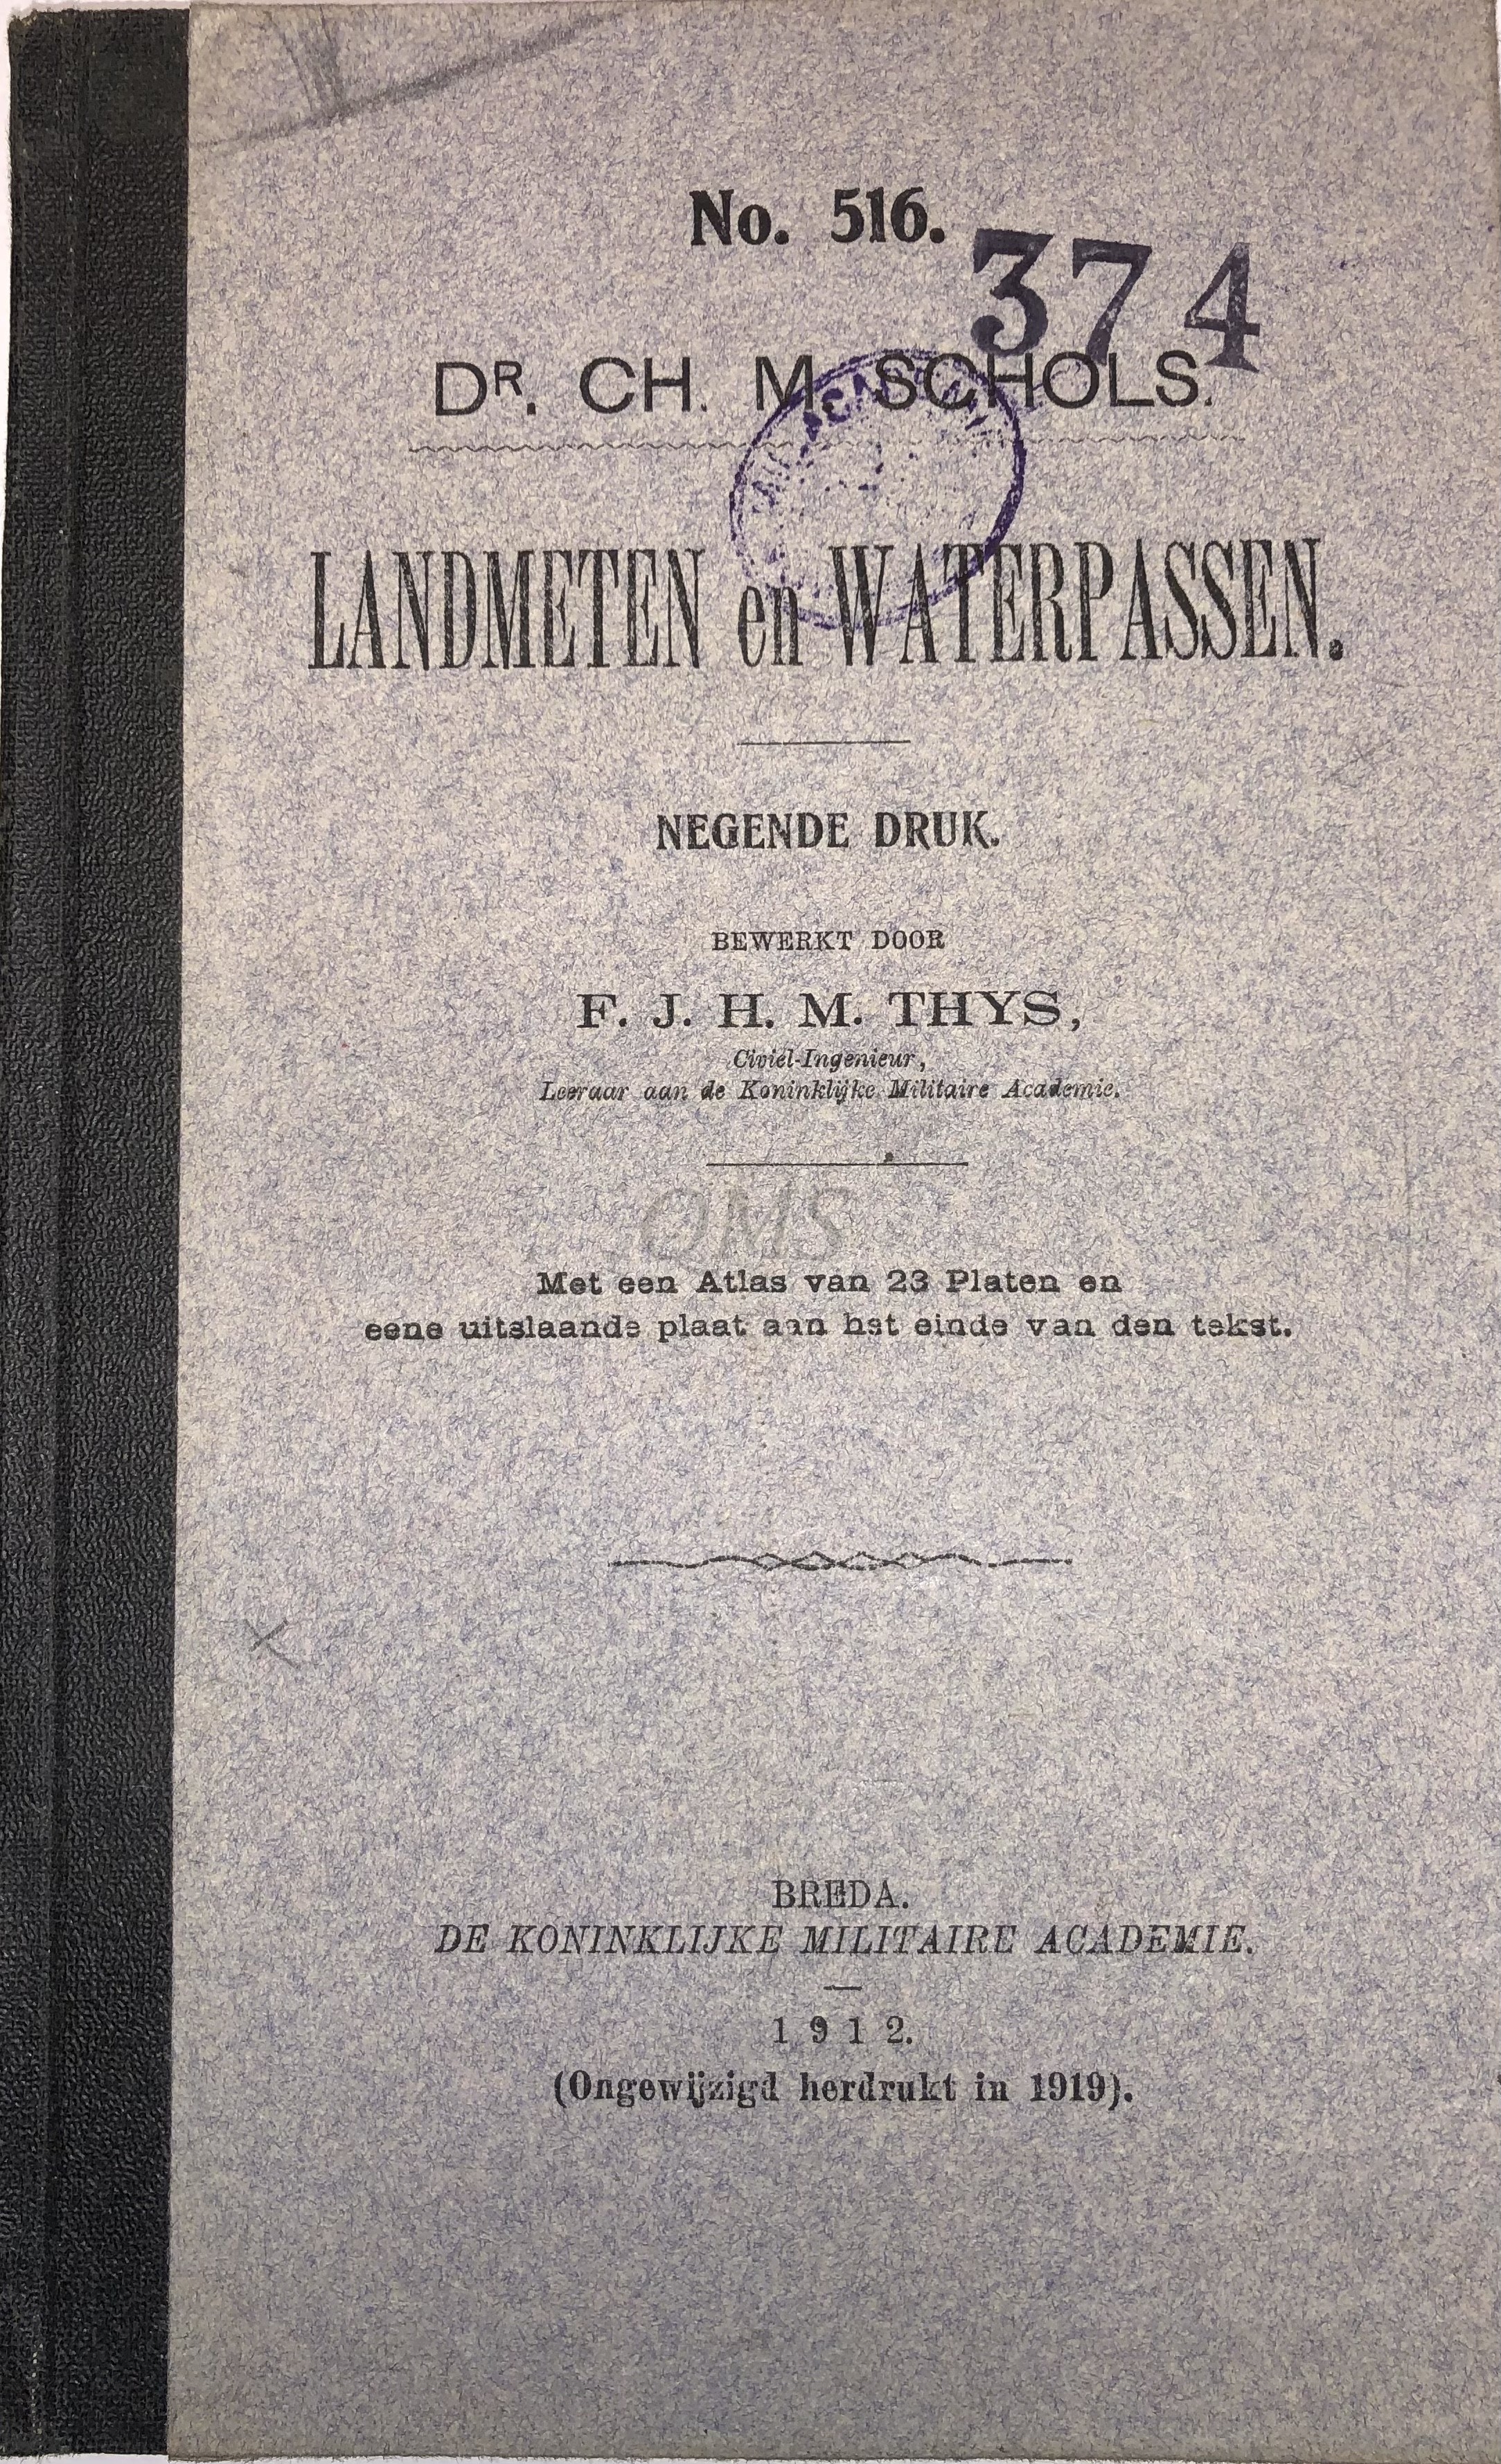 No. 516.
374
DR. CH. M. SCHOLS.
LANDMETEN en WATERPASSEN.
NEGENDE DRUK.
BEWERKT DOOR
F. J. H. M. THYS,
Civiel-Ingenieur,
Leeraar aan de Koninklijke Militaire Academie.
OMS
Met een Atlas van 23 Platen en
eene uitslaande plaat aan het einde van den tekst.
BREDA.
DE KONINKLIJKE MILITAIRE ACADEMIE.
1912.
(Ongewijzigd herdrukt in 1919).